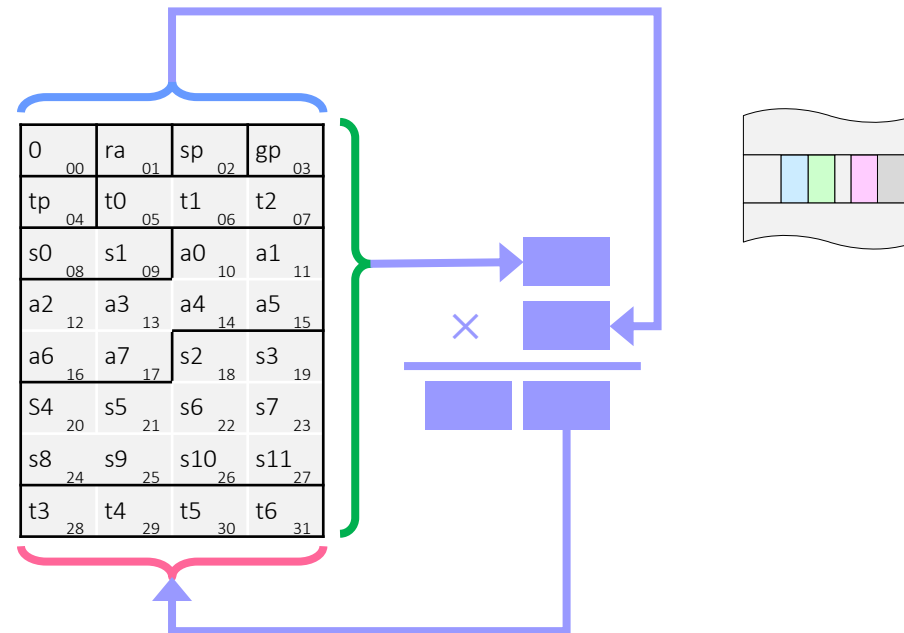 0 00 ra 01 sp 02 gp 03
tp 04 t0 05 t1 06 t2 07
s0 08 s1 09 a0 10 a1 11
a2 12 a3 13 a4 14 a5 15
a6 16 a7 17 s2 18 s3 19
S4 20 s5 21 s6 22 s7 23
s8 24 s9 25 s10 26 s11 27
t3 28 t4 29 t5 30 t6 31
×